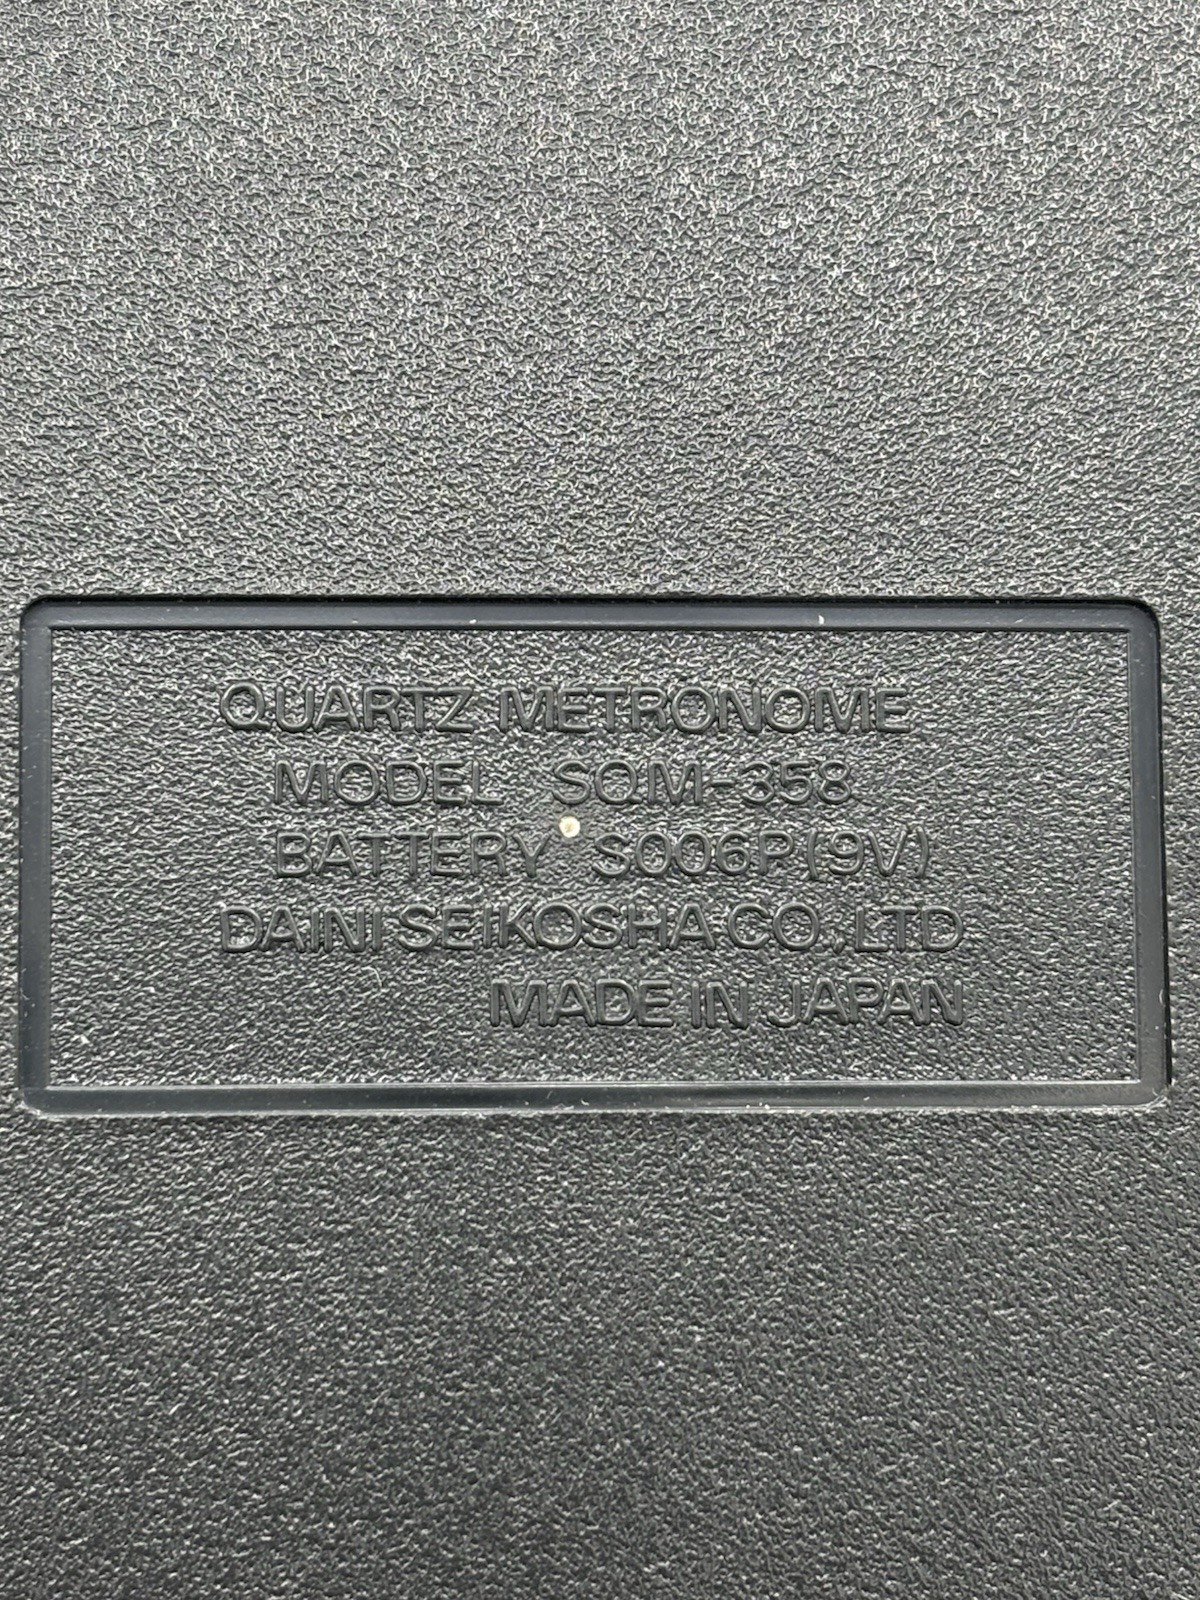 QUARTZ METRONOME
MODEL SQM-358
BATTERY S006P(9V)
DAINI SEIKOSHA CO., LTD
MADE IN JAPAN